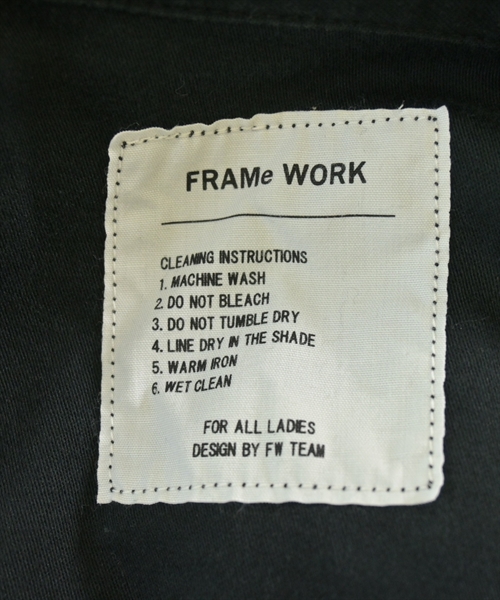 FRAMe WORK
CLEANING INSTRUCTIONS
1. MACHINE WASH
2. DO NOT BLEACH
3. DO NOT TUMBLE DRY
4. LINE DRY IN THE SHADE
5. WARM IRON
6. WET CLEAN
FOR ALL LADIES
DESIGN BY FW TEAM